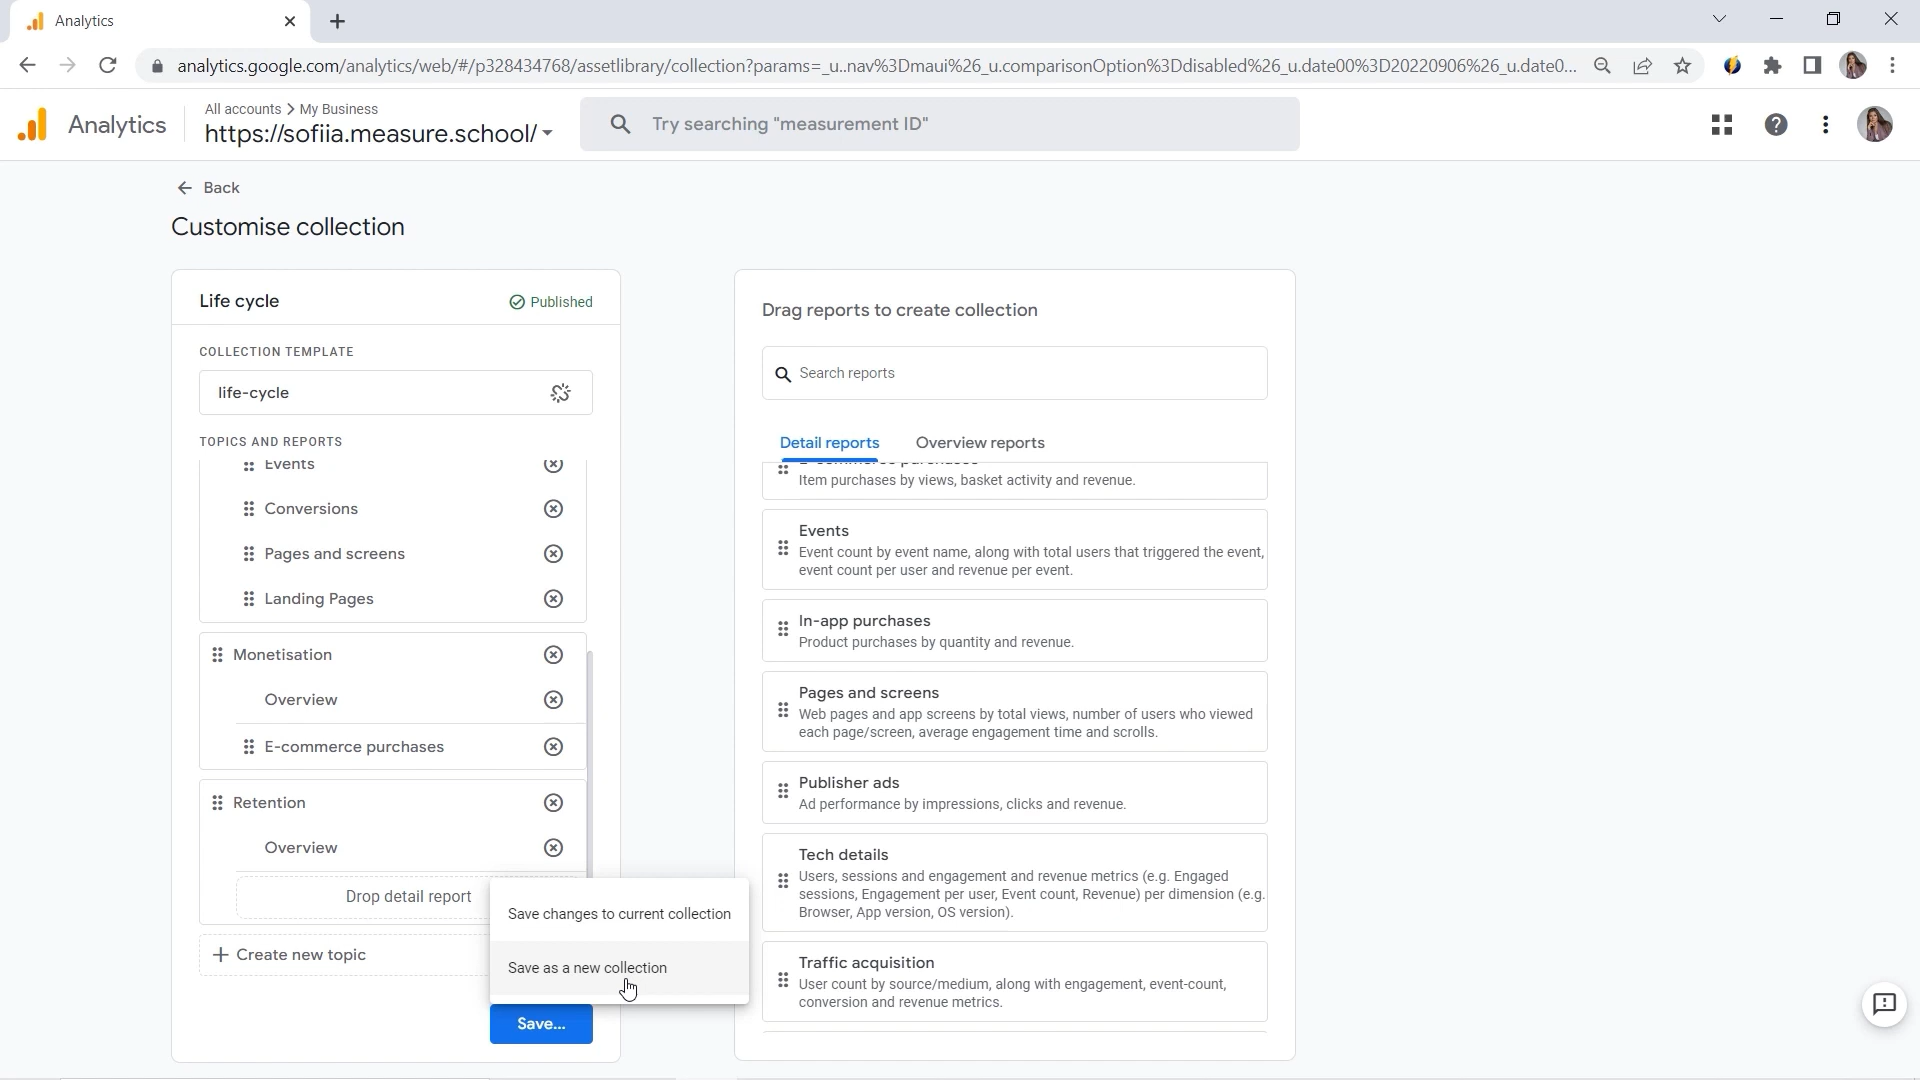 Analytics
analytics.google.com/analytics/web/#/p328434768/assetlibrary/collection?params=_u..nav%3Dmaui%26_u.comparisonOption%3Ddisabled%26_u.date00%3D20220906%26_u.date0...
Analytics
All accounts > My Business
https://sofiia.measure.school/
Try searching "measurement ID"
Back
Customise collection
Life cycle
Published
COLLECTION TEMPLATE
life-cycle
TOPICS AND REPORTS
Events
Conversions
Pages and screens
Landing Pages
Monetisation
Overview
E-commerce purchases
Retention
Overview
Drop detail report
+ Create new topic
Save changes to current collection
Save as a new collection
Save...
Drag reports to create collection
Search reports
Detail reports
Overview reports
E-commerce purchases
Item purchases by views, basket activity and revenue.
Events
Event count by event name, along with total users that triggered the event,
event count per user and revenue per event.
In-app purchases
Product purchases by quantity and revenue.
Pages and screens
Web pages and app screens by total views, number of users who viewed
each page/screen, average engagement time and scrolls.
Publisher ads
Ad performance by impressions, clicks and revenue.
Tech details
Users, sessions and engagement and revenue metrics (e.g. Engaged
sessions, Engagement per user, Event count, Revenue) per dimension (e.g.
Browser, App version, OS version).
Traffic acquisition
User count by source/medium, along with engagement, event-count,
conversion and revenue metrics.